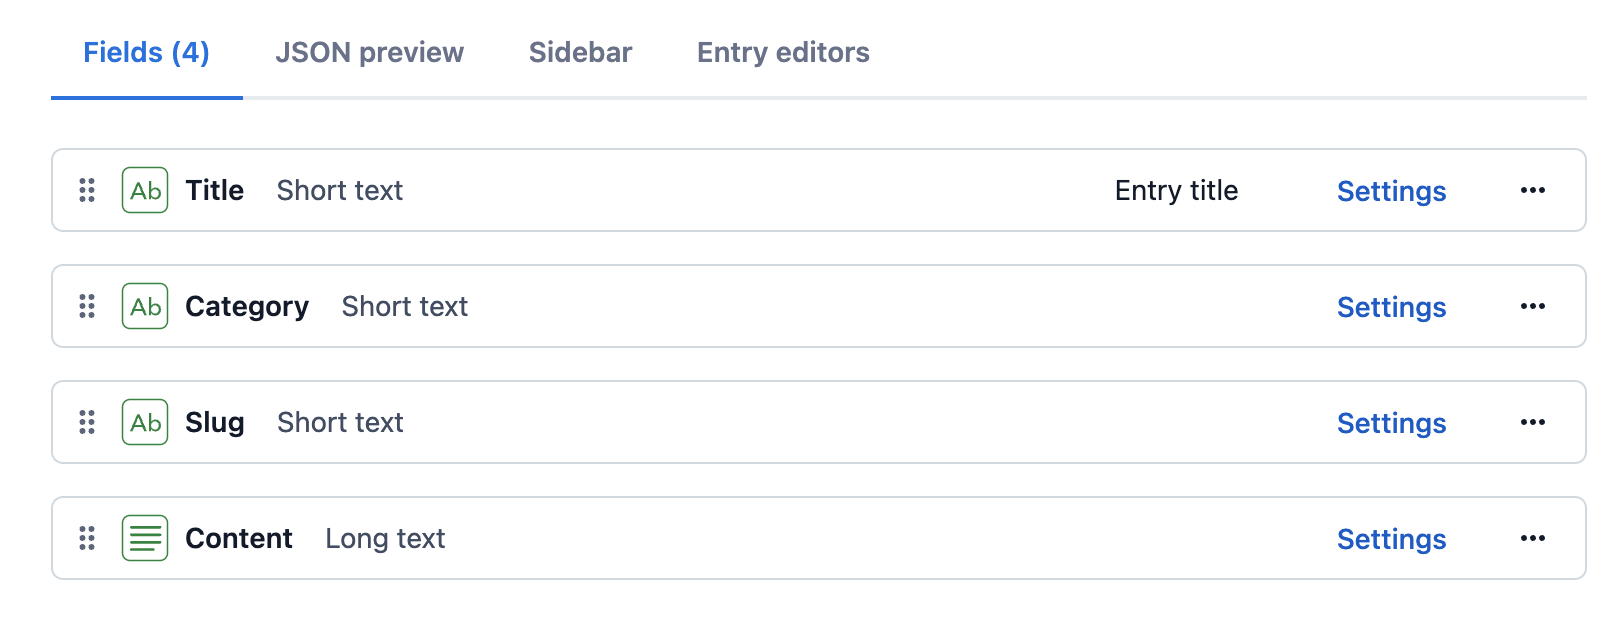 Fields (4) JSON preview Sidebar Entry editors
Ab Title Short text Entry title Settings
Ab Category Short text Settings
Ab Slug Short text Settings
Content Long text Settings